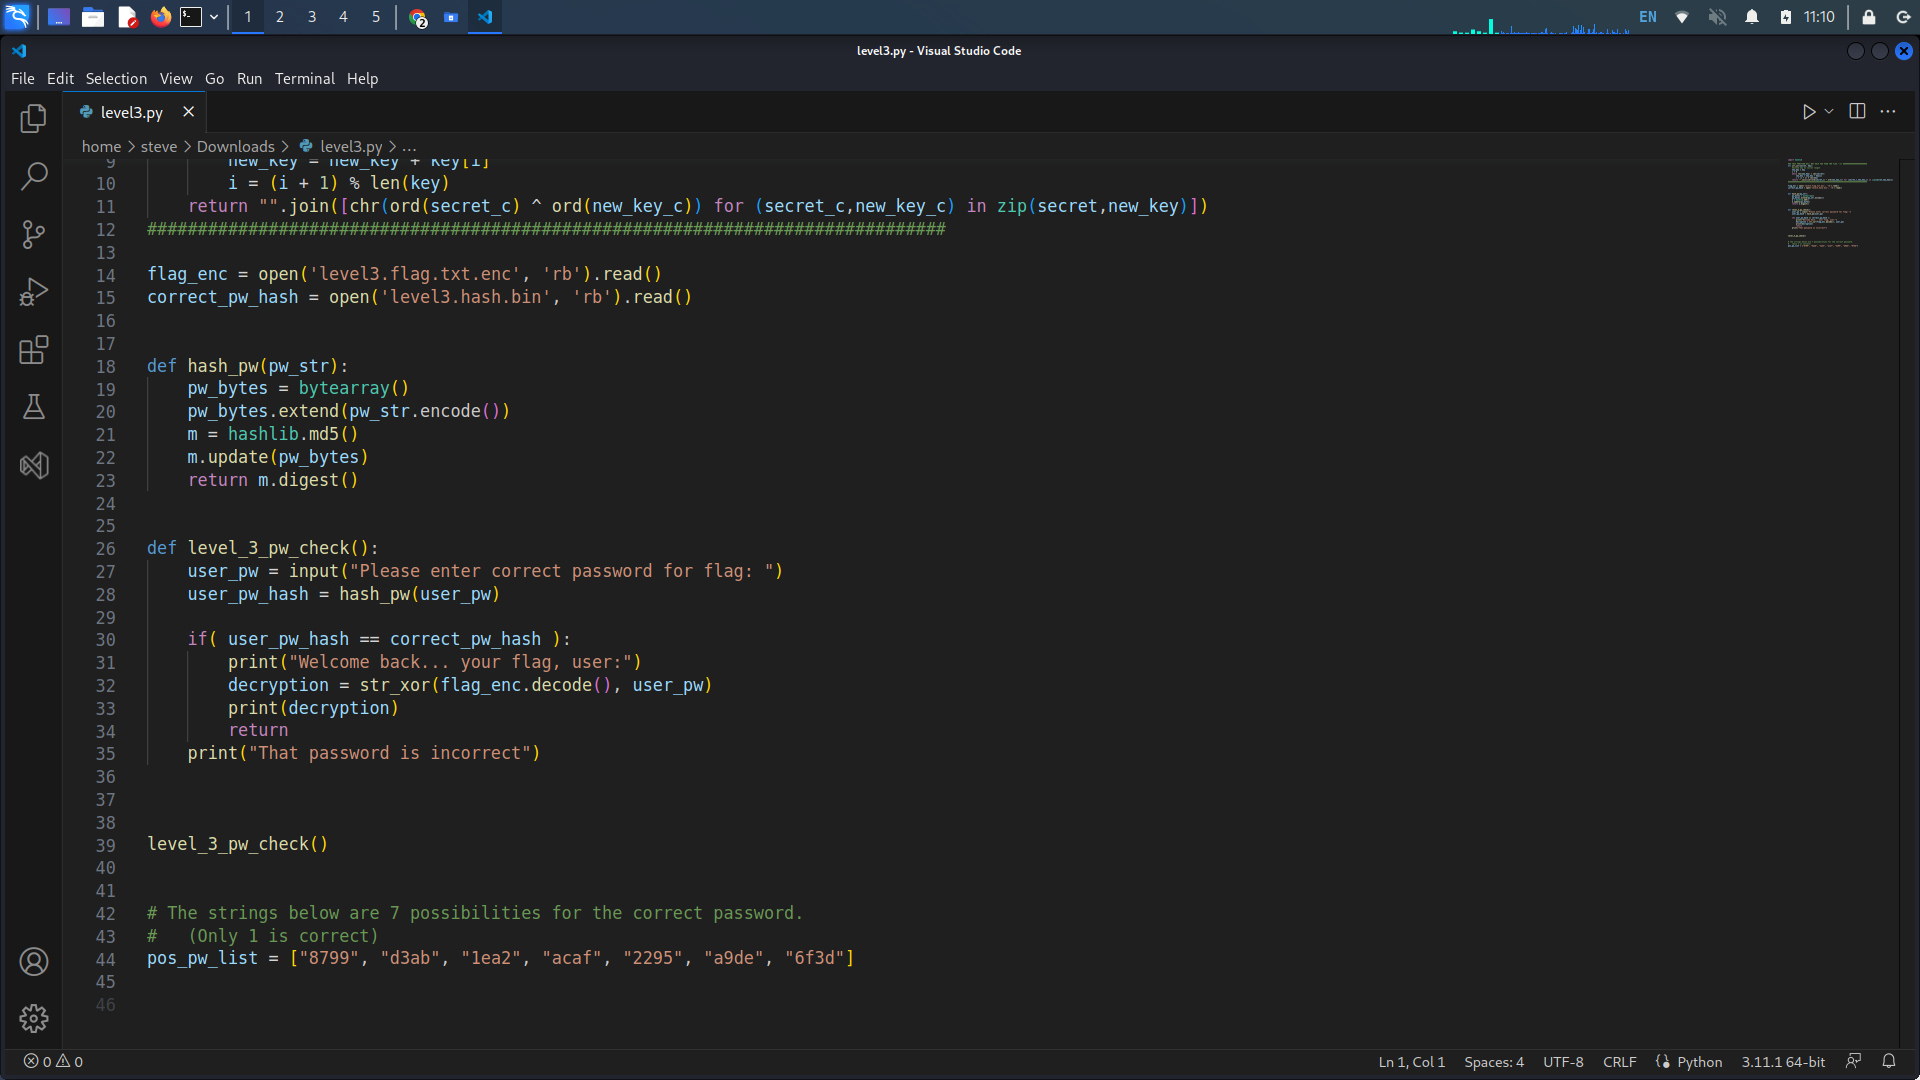 1 2 3 4 5 2 EN 11:10
level3.py - Visual Studio Code
File Edit Selection View Go Run Terminal Help
level3.py
home > steve > Downloads > level3.py > ...
9 new_key = new_key + key[i]
10 i = (i + 1) % len(key)
11 return "".join([chr(ord(secret_c) ^ ord(new_key_c)) for (secret_c,new_key_c) in zip(secret,new_key)])
12 ###############################################################################
13
14 flag_enc = open('level3.flag.txt.enc', 'rb').read()
15 correct_pw_hash = open('level3.hash.bin', 'rb').read()
16
17
18 def hash_pw(pw_str):
19 pw_bytes = bytearray()
20 pw_bytes.extend(pw_str.encode())
21 m = hashlib.md5()
22 m.update(pw_bytes)
23 return m.digest()
24
25
26 def level_3_pw_check():
27 user_pw = input("Please enter correct password for flag: ")
28 user_pw_hash = hash_pw(user_pw)
29
30 if( user_pw_hash == correct_pw_hash ):
31 print("Welcome back... your flag, user:")
32 decryption = str_xor(flag_enc.decode(), user_pw)
33 print(decryption)
34 return
35 print("That password is incorrect")
36
37
38
39 level_3_pw_check()
40
41
42 # The strings below are 7 possibilities for the correct password.
43 #   (Only 1 is correct)
44 pos_pw_list = ["8799", "d3ab", "1ea2", "acaf", "2295", "a9de", "6f3d"]
45
46
0 0 Ln 1, Col 1 Spaces: 4 UTF-8 CRLF Python 3.11.1 64-bit